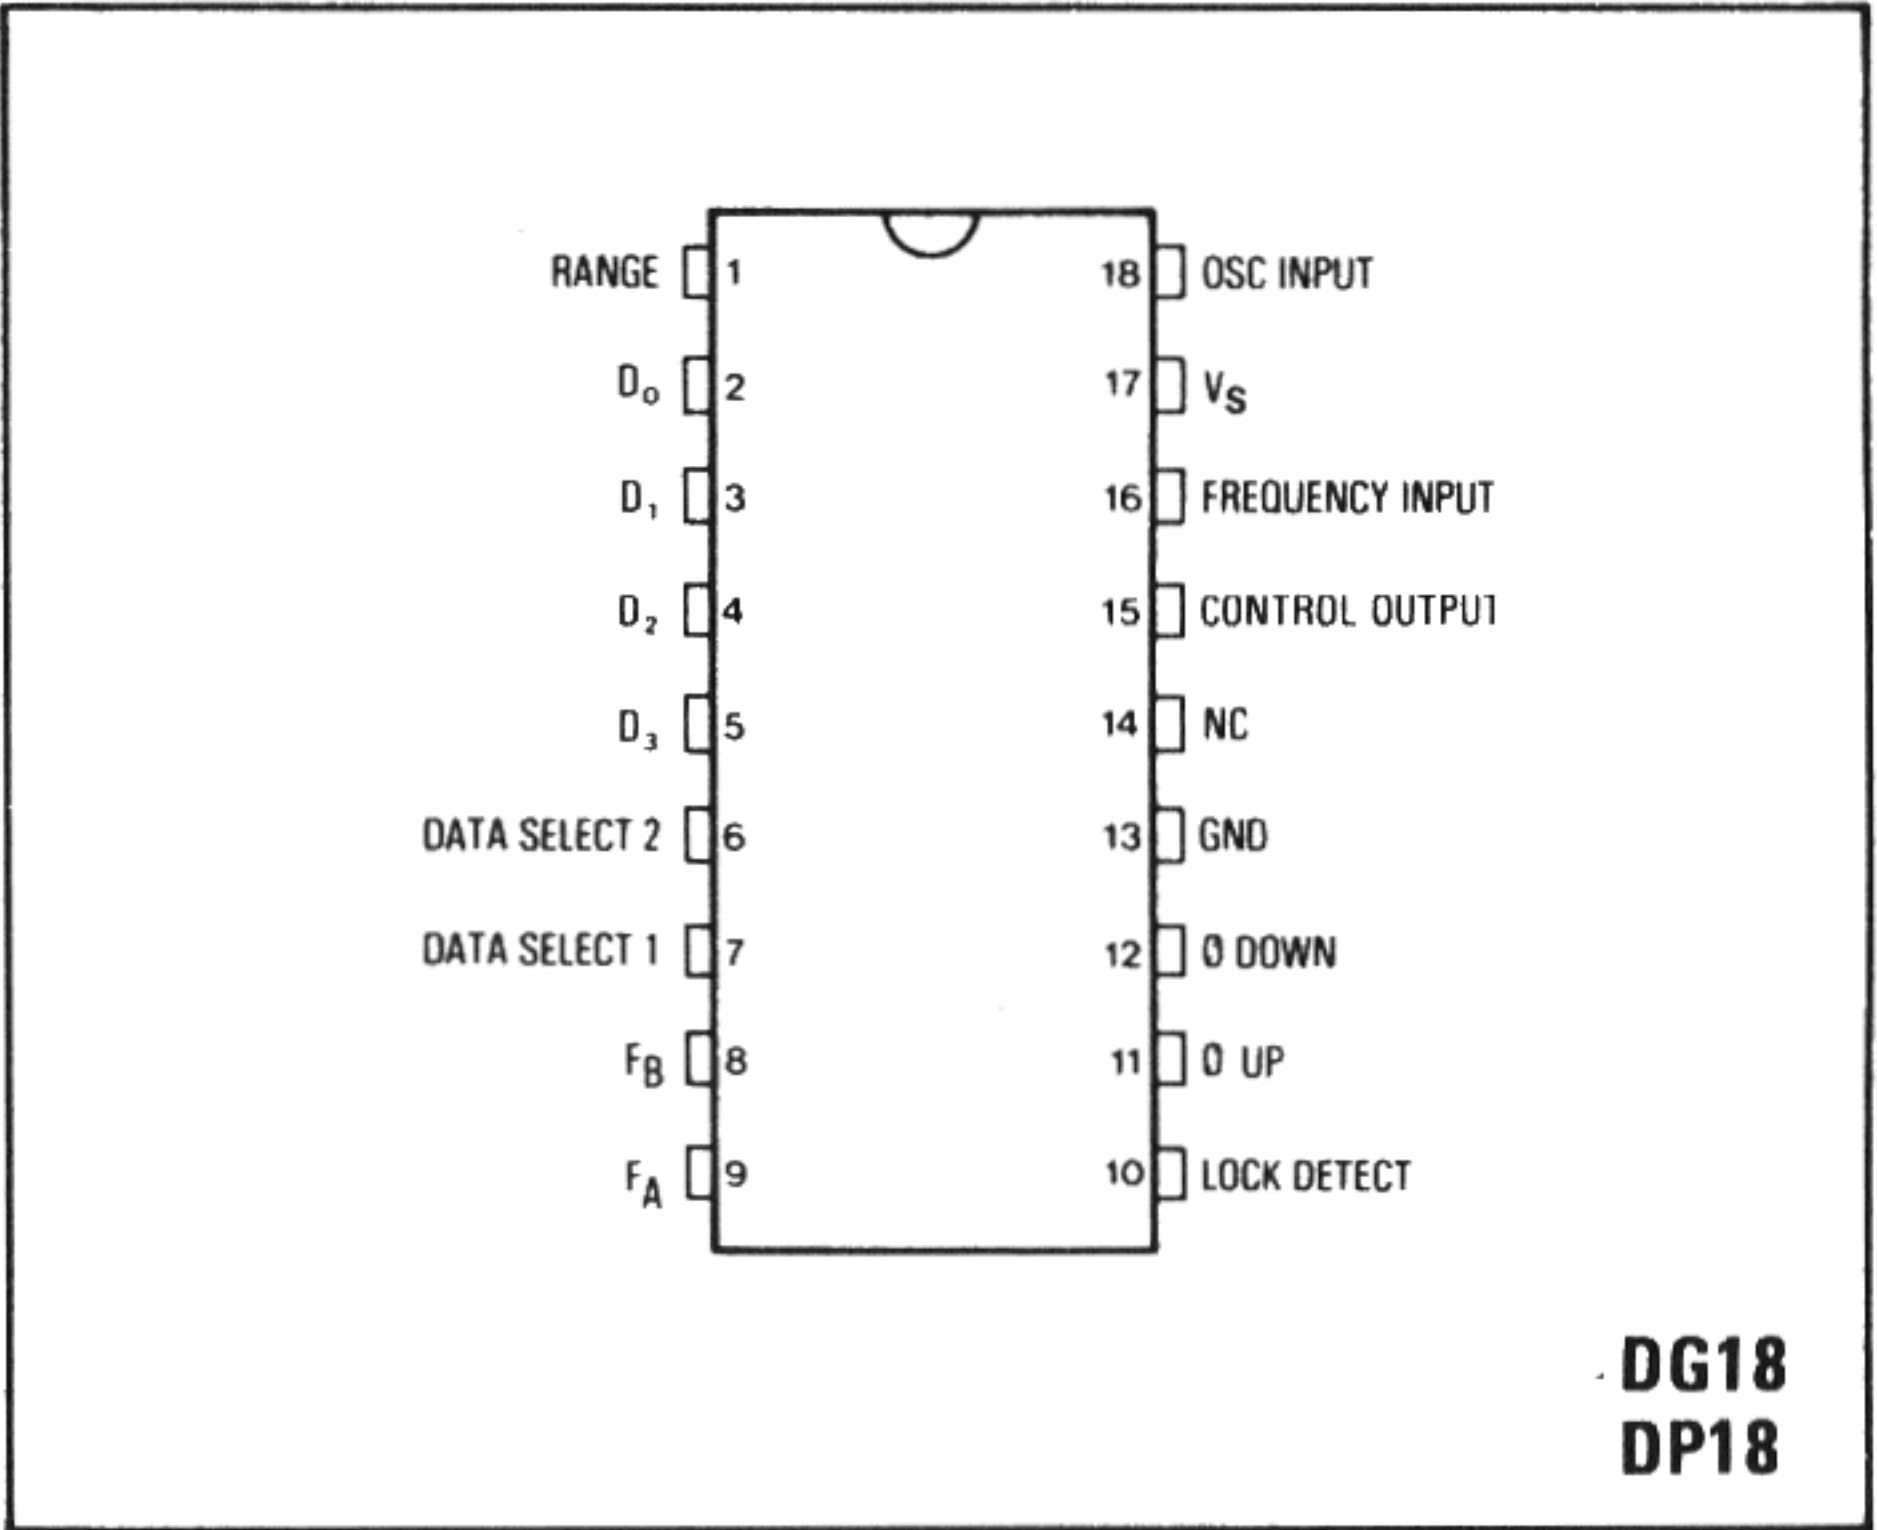 RANGE 1 18 OSC INPUT
D₀ 2 17 VS
D₁ 3 16 FREQUENCY INPUT
D₂ 4 15 CONTROL OUTPUT
D₃ 5 14 NC
DATA SELECT 2 6 13 GND
DATA SELECT 1 7 12 Ø DOWN
FB 8 11 Ø UP
FA 9 10 LOCK DETECT
DG18
DP18